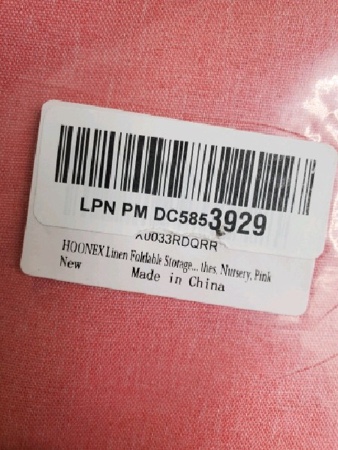 LPN PM DC5853929
X0033RDQRR
HOONEX Linen Foldable Storage... thes, Nursery, Pink
New
Made in China